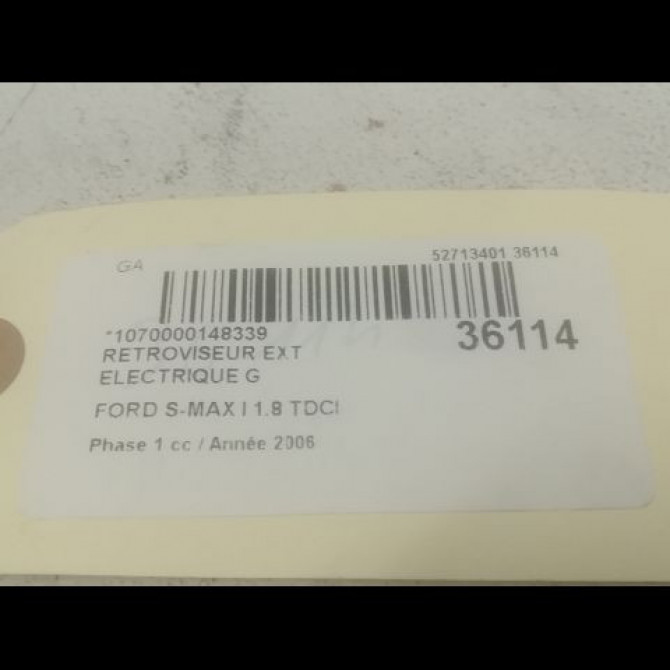 GA
52713401 36114
*1070000148339
36114
RETROVISEUR EXT
ELECTRIQUE G
FORD S-MAX I 1.8 TDCI
Phase 1 cc / Année 2006